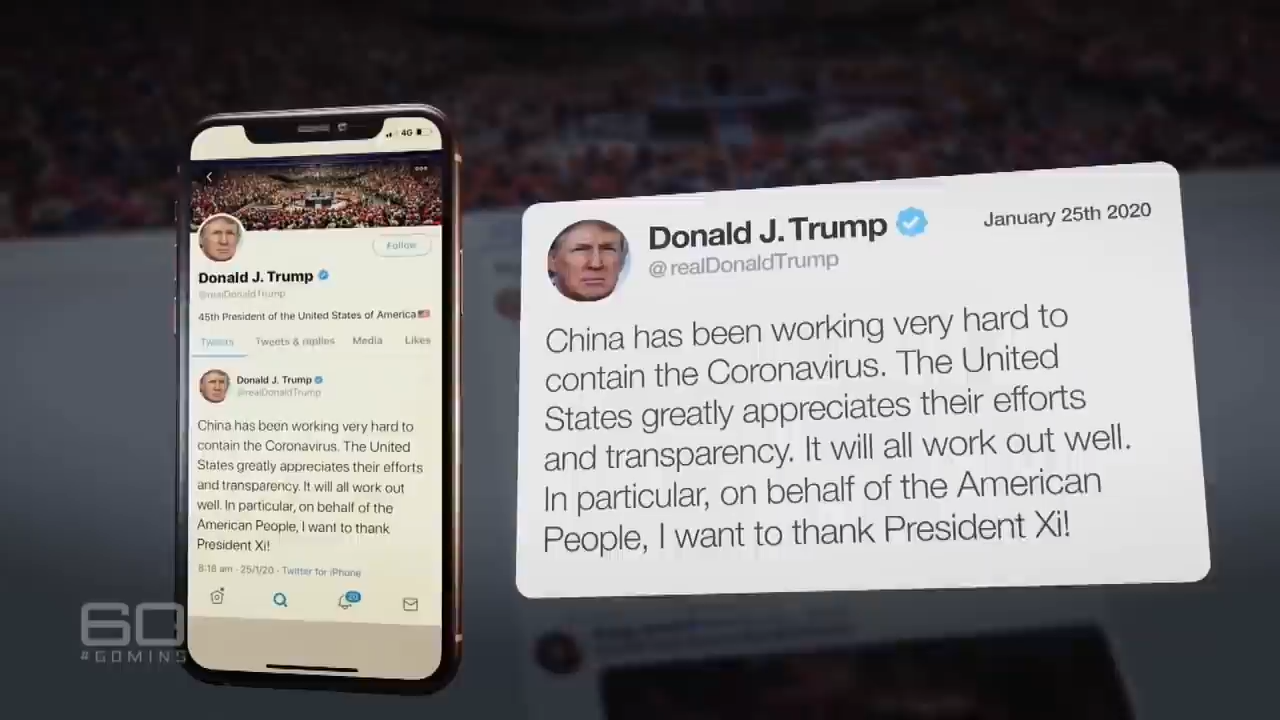 4G
Donald J. Trump
@realDonaldTrump
Follow
45th President of the United States of America
Tweets Tweets & replies Media Likes
Donald J. Trump
@realDonaldTrump
China has been working very hard to
contain the Coronavirus. The United
States greatly appreciates their efforts
and transparency. It will all work out
well. In particular, on behalf of the
American People, I want to thank
President Xi!
8:18 am · 25/1/20 · Twitter for iPhone
20
Donald J. Trump
January 25th 2020
@realDonaldTrump
China has been working very hard to
contain the Coronavirus. The United
States greatly appreciates their efforts
and transparency. It will all work out well.
In particular, on behalf of the American
People, I want to thank President Xi!
60
#60MINS